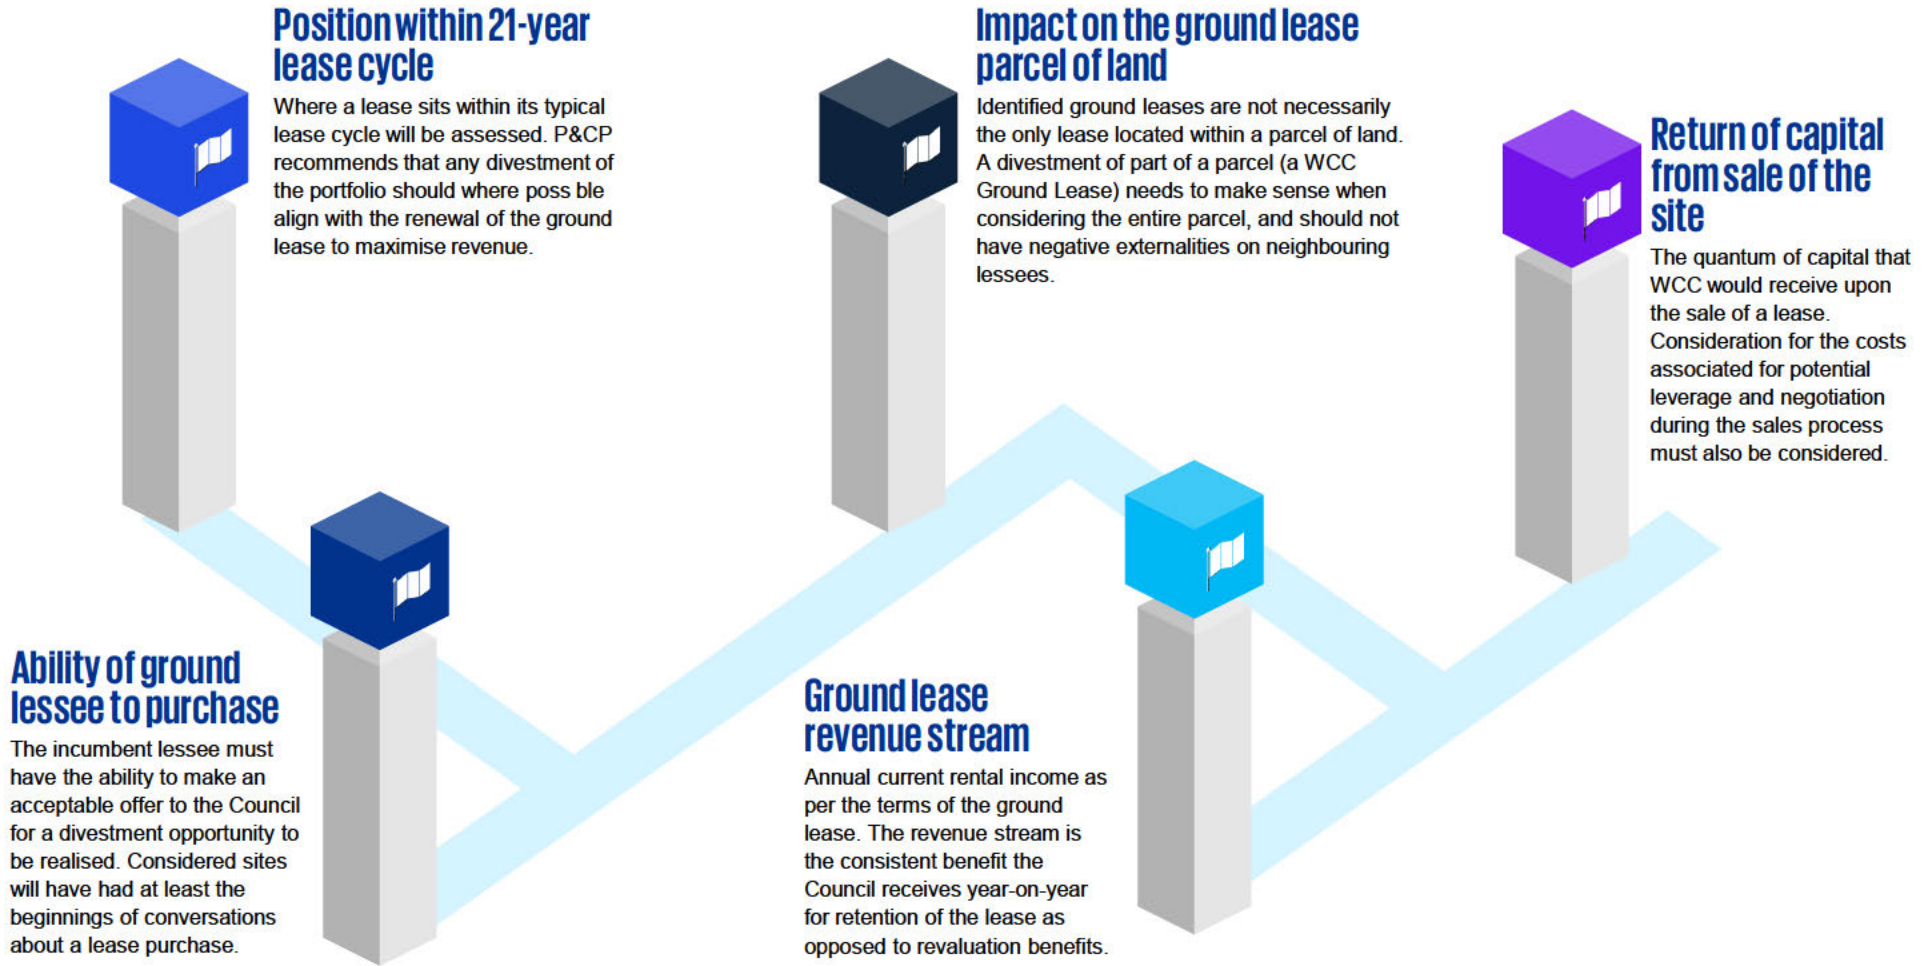 Position within 21-year
lease cycle
Where a lease sits within its typical
lease cycle will be assessed. P&CP
recommends that any divestment of
the portfolio should where poss ble
align with the renewal of the ground
lease to maximise revenue.
Ability of ground
lessee to purchase
The incumbent lessee must
have the ability to make an
acceptable offer to the Council
for a divestment opportunity to
be realised. Considered sites
will have had at least the
beginnings of conversations
about a lease purchase.
Impact on the ground lease
parcel of land
Identified ground leases are not necessarily
the only lease located within a parcel of land.
A divestment of part of a parcel (a WCC
Ground Lease) needs to make sense when
considering the entire parcel, and should not
have negative externalities on neighbouring
lessees.
Ground lease
revenue stream
Annual current rental income as
per the terms of the ground
lease. The revenue stream is
the consistent benefit the
Council receives year-on-year
for retention of the lease as
opposed to revaluation benefits.
Return of capital
from sale of the
site
The quantum of capital that
WCC would receive upon
the sale of a lease.
Consideration for the costs
associated for potential
leverage and negotiation
during the sales process
must also be considered.